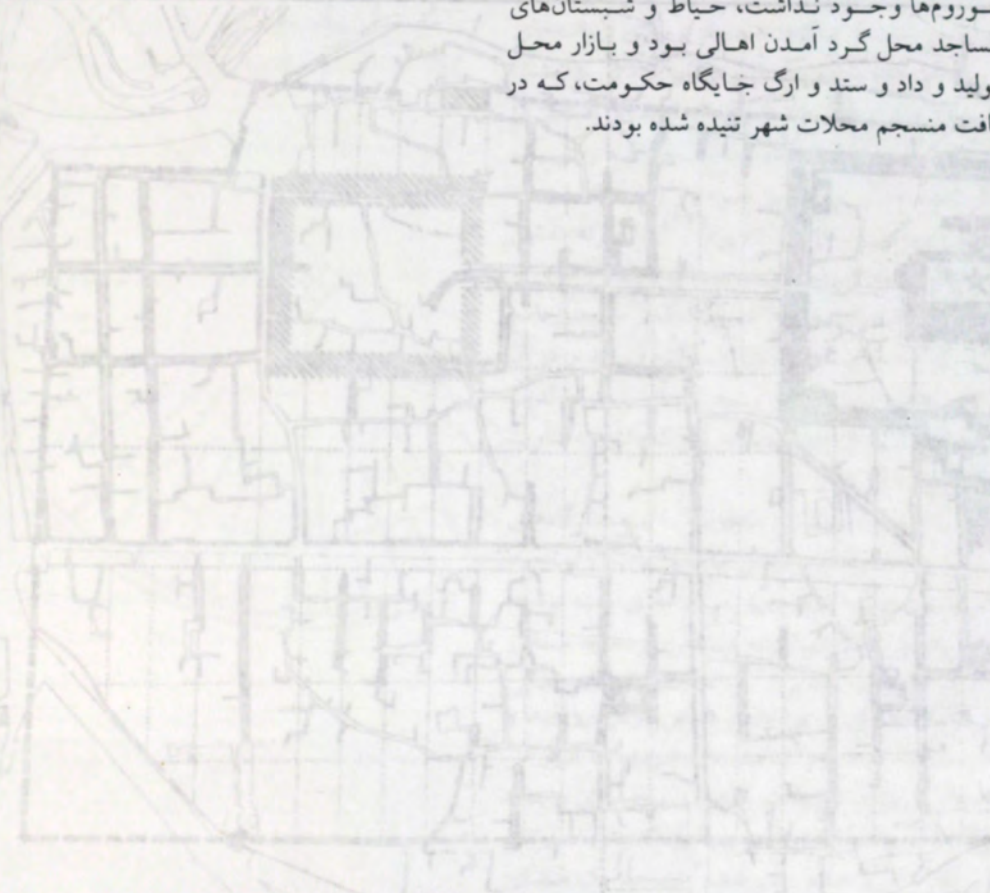 وجود نداشت، حیاط و شبستان‌های
محل گرد آمدن اهالی بود و بازار محل
و داد و ستد و ارگ جایگاه حکومت، که در
منسجم محلات شهر تنیده شده بودند.